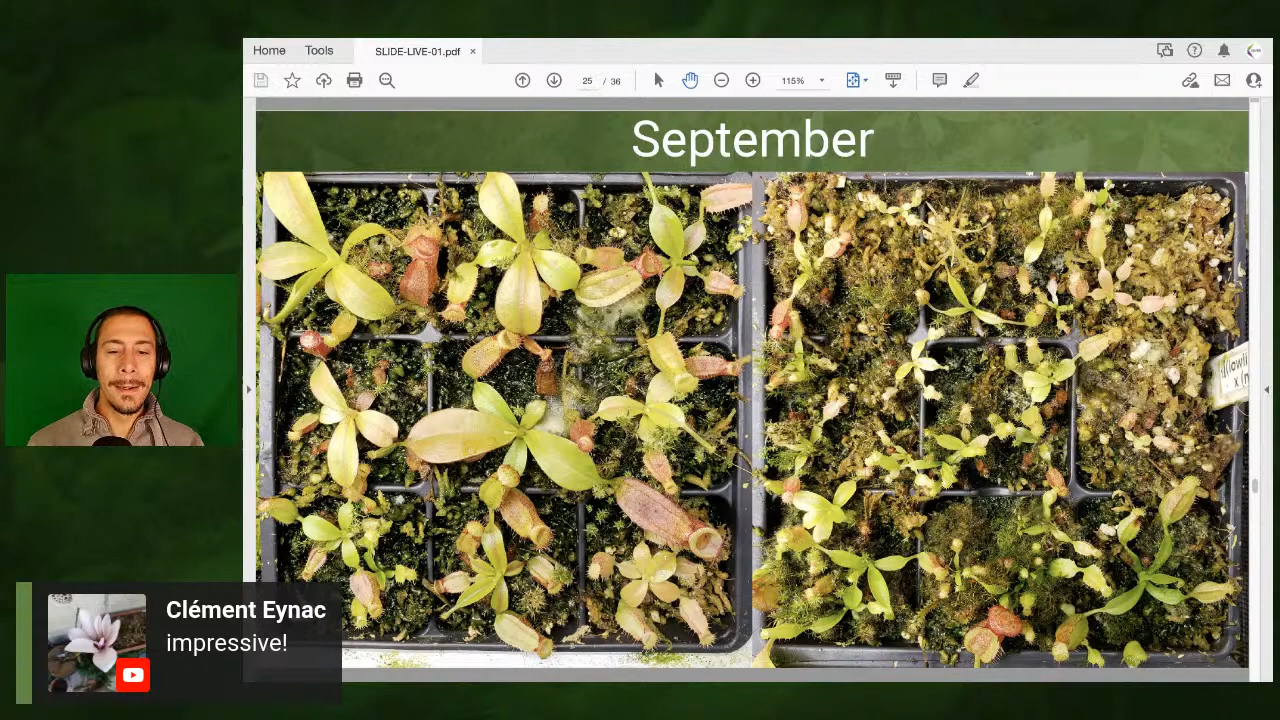 Home Tools SLIDE-LIVE-01.pdf ×
25 / 36 115%
September
Clément Eynac
impressive!